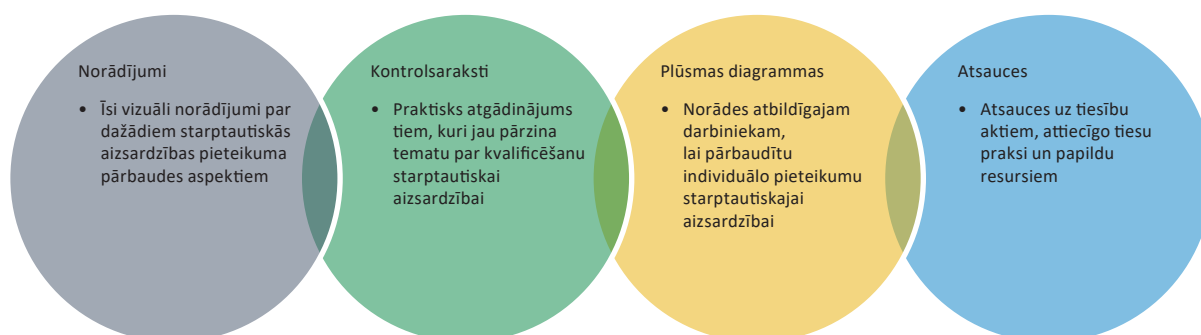 Norādījumi
• Īsi vizuāli norādījumi par
dažādiem starptautiskās
aizsardzības pieteikuma
pārbaudes aspektiem
Kontrolsaraksti
• Praktisks atgādinājums
tiem, kuri jau pārzina
tematu par kvalificēšanu
starptautiskai
aizsardzībai
Plūsmas diagrammas
• Norādes atbildīgajam
darbiniekam,
lai pārbaudītu
individuālo pieteikumu
starptautiskajai
aizsardzībai
Atsauces
• Atsauces uz tiesību
aktiem, attiecīgo tiesu
praksi un papildu
resursiem